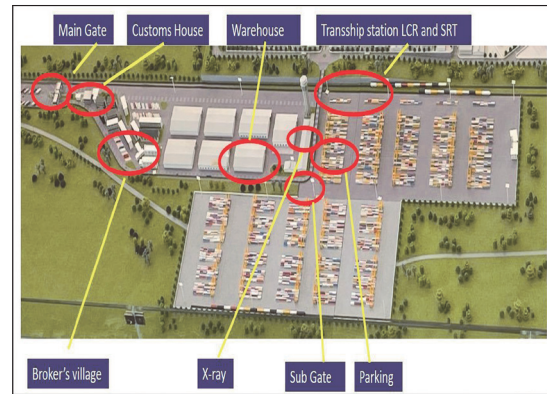 Main Gate
Customs House
Warehouse
Transship station LCR and SRT
Broker's village
X-ray
Sub Gate
Parking